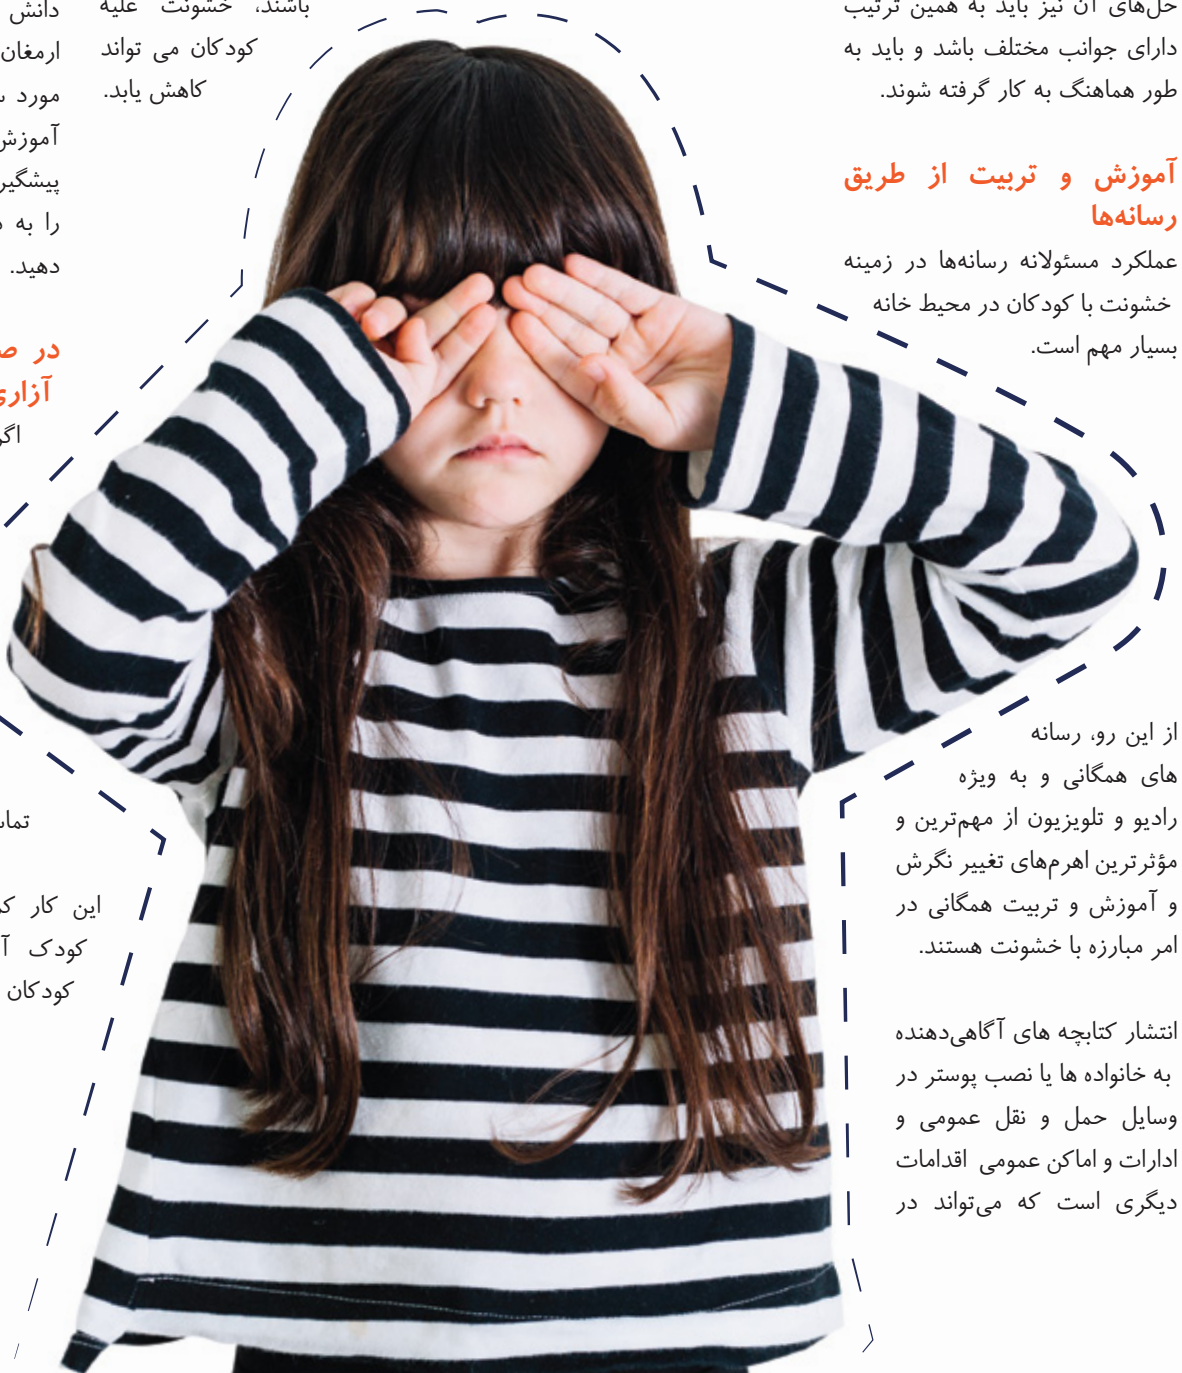 حل‌های آن نیز باید به همین ترتیب
دارای جوانب مختلف باشد و باید به
طور هماهنگ به کار گرفته شوند.
آموزش و تربیت از طریق
رسانه‌ها
عملکرد مسئولانه رسانه‌ها در زمینه
خشونت با کودکان در محیط خانه
بسیار مهم است.
از این رو، رسانه
های همگانی و به ویژه
رادیو و تلویزیون از مهم‌ترین و
مؤثرترین اهرم‌های تغییر نگرش
و آموزش و تربیت همگانی در
امر مبارزه با خشونت هستند.
انتشار کتابچه های آگاهی‌دهنده
به خانواده ها یا نصب پوستر در
وسایل حمل و نقل عمومی و
ادارات و اماکن عمومی اقدامات
دیگری است که می‌تواند در
باشند، خشونت علیه
کودکان می تواند
کاهش یابد.
دانش
ارمغان
مورد
آموزش
را به
دهید.
در
این کار
کودک
کودکان